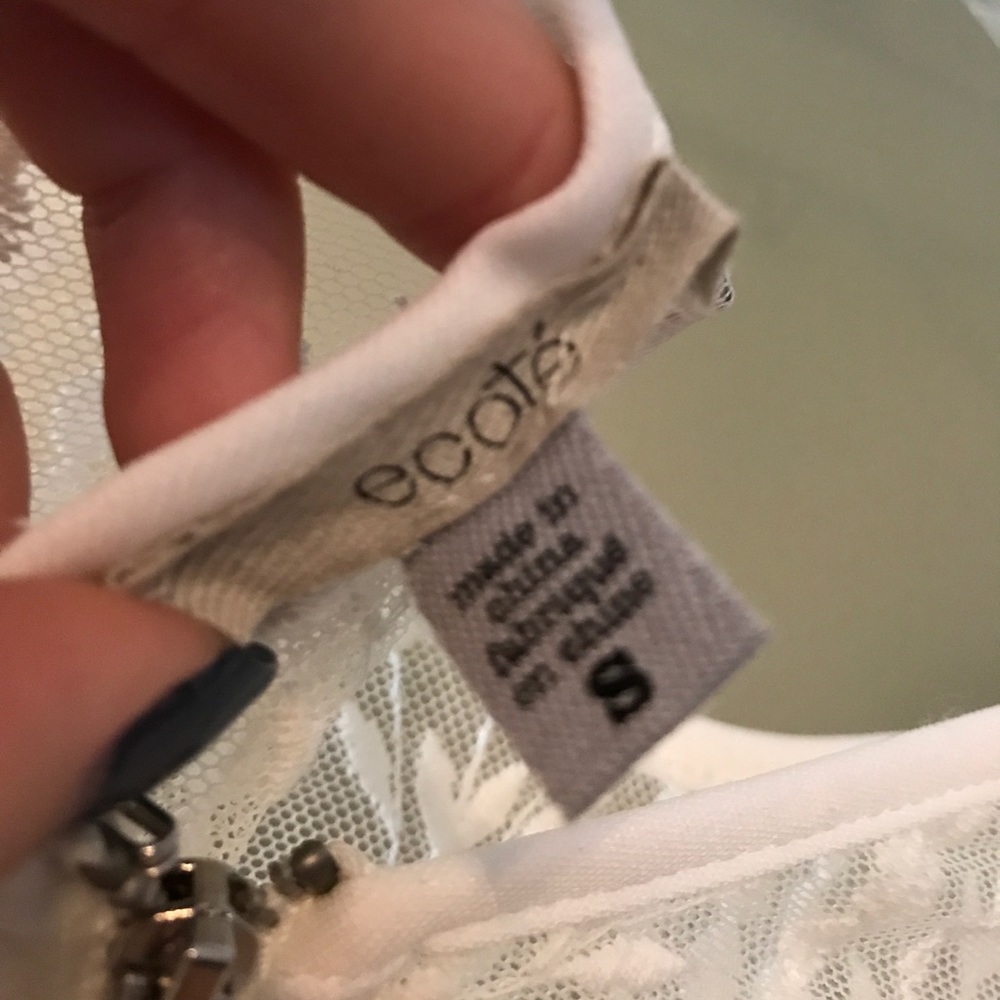 ecoté
made in
china
fabriqué
en chine
S